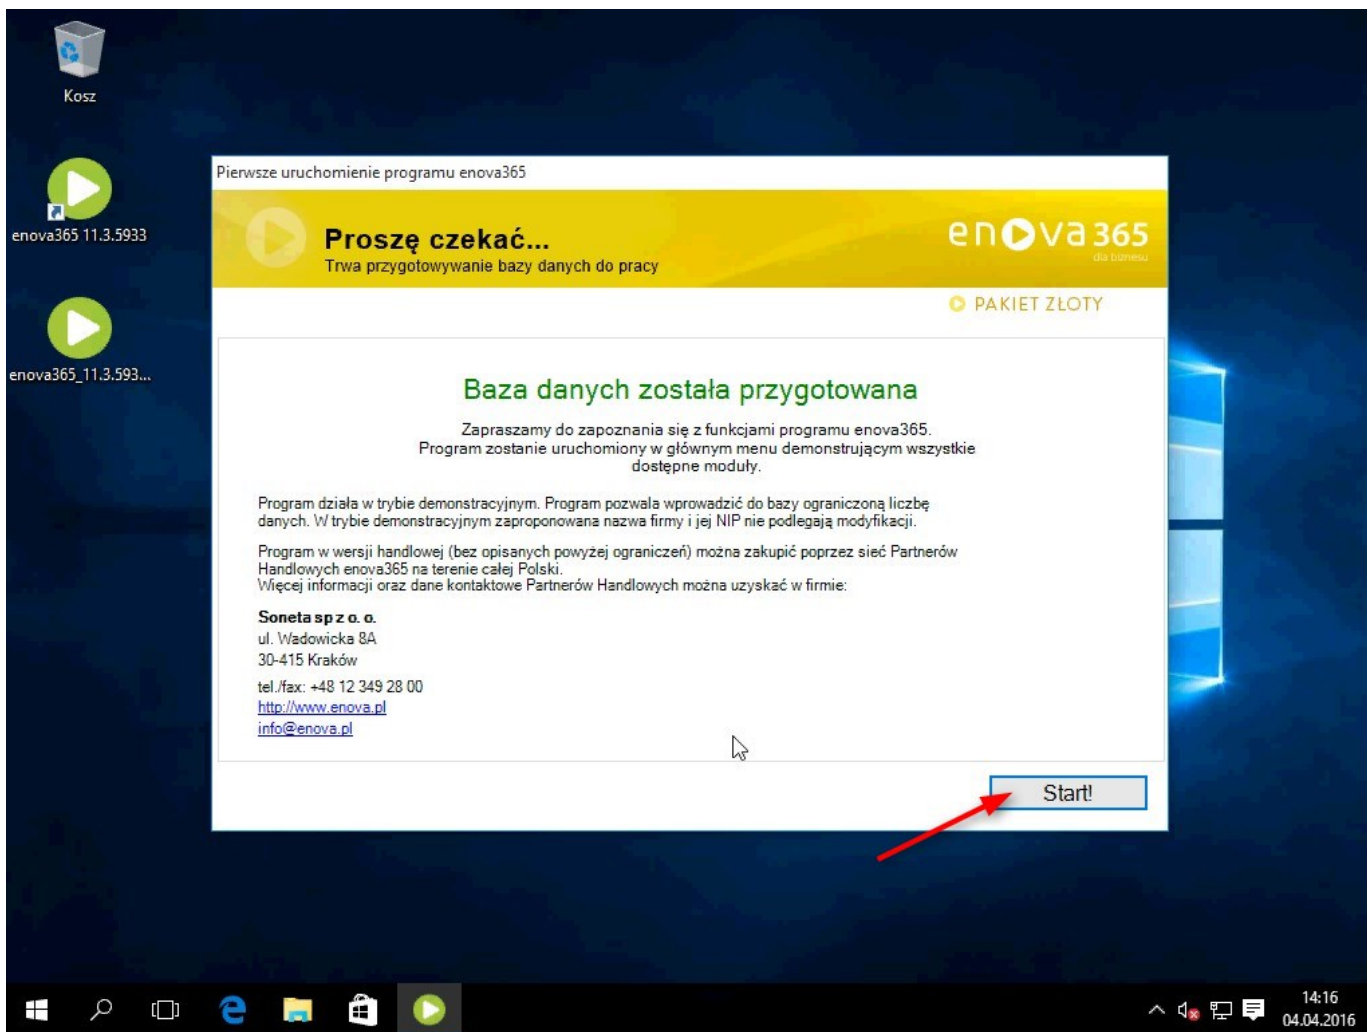 Kosz
enova365 11.3.5933
enova365_11.3.593...
Pierwsze uruchomienie programu enova365
Proszę czekać...
Trwa przygotowywanie bazy danych do pracy
enova365
dla biznesu
PAKIET ZŁOTY
Baza danych została przygotowana
Zapraszamy do zapoznania się z funkcjami programu enova365.
Program zostanie uruchomiony w głównym menu demonstrującym wszystkie
dostępne moduły.
Program działa w trybie demonstracyjnym. Program pozwala wprowadzić do bazy ograniczoną liczbę
danych. W trybie demonstracyjnym zaproponowana nazwa firmy i jej NIP nie podlegają modyfikacji.
Program w wersji handlowej (bez opisanych powyżej ograniczeń) można zakupić poprzez sieć Partnerów
Handlowych enova365 na terenie całej Polski.
Więcej informacji oraz dane kontaktowe Partnerów Handlowych można uzyskać w firmie:
Soneta sp z o. o.
ul. Wadowicka 8A
30-415 Kraków
tel./fax: +48 12 349 28 00
http://www.enova.pl
info@enova.pl
Start!
14:16
04.04.2016